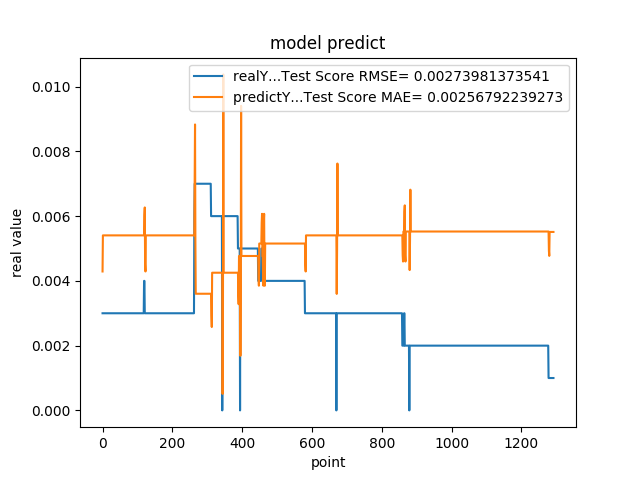 model predict
realY...Test Score RMSE= 0.00273981373541
predictY...Test Score MAE= 0.00256792239273
real value
0.010
0.008
0.006
0.004
0.002
0.000
0 200 400 600 800 1000 1200
point